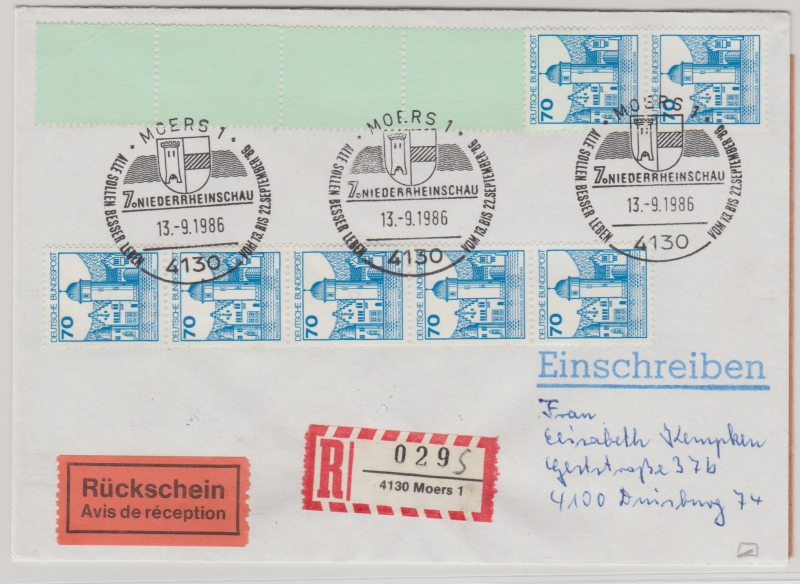 DEUTSCHE BUNDESPOST 70
DEUTSCHE BUNDESPOST 70
· MOERS 1 ·
ALLE SOLLEN BESSER LEBEN
7. NIEDERRHEINSCHAU
VOM 13. BIS 22. SEPTEMBER '86
13.-9.1986
4130
· MOERS 1 ·
ALLE SOLLEN BESSER LEBEN
7. NIEDERRHEINSCHAU
VOM 13. BIS 22. SEPTEMBER '86
13.-9.1986
4130
· MOERS 1 ·
ALLE SOLLEN BESSER LEBEN
7. NIEDERRHEINSCHAU
VOM 13. BIS 22. SEPTEMBER '86
13.-9.1986
4130
DEUTSCHE BUNDESPOST 70
DEUTSCHE BUNDESPOST 70
DEUTSCHE BUNDESPOST 70
DEUTSCHE BUNDESPOST 70
DEUTSCHE BUNDESPOST 70
Einschreiben
Frau
Elisabeth Kempken
37b
4100 Duisburg 74
R
0295
4130 Moers 1
Rückschein
Avis de réception